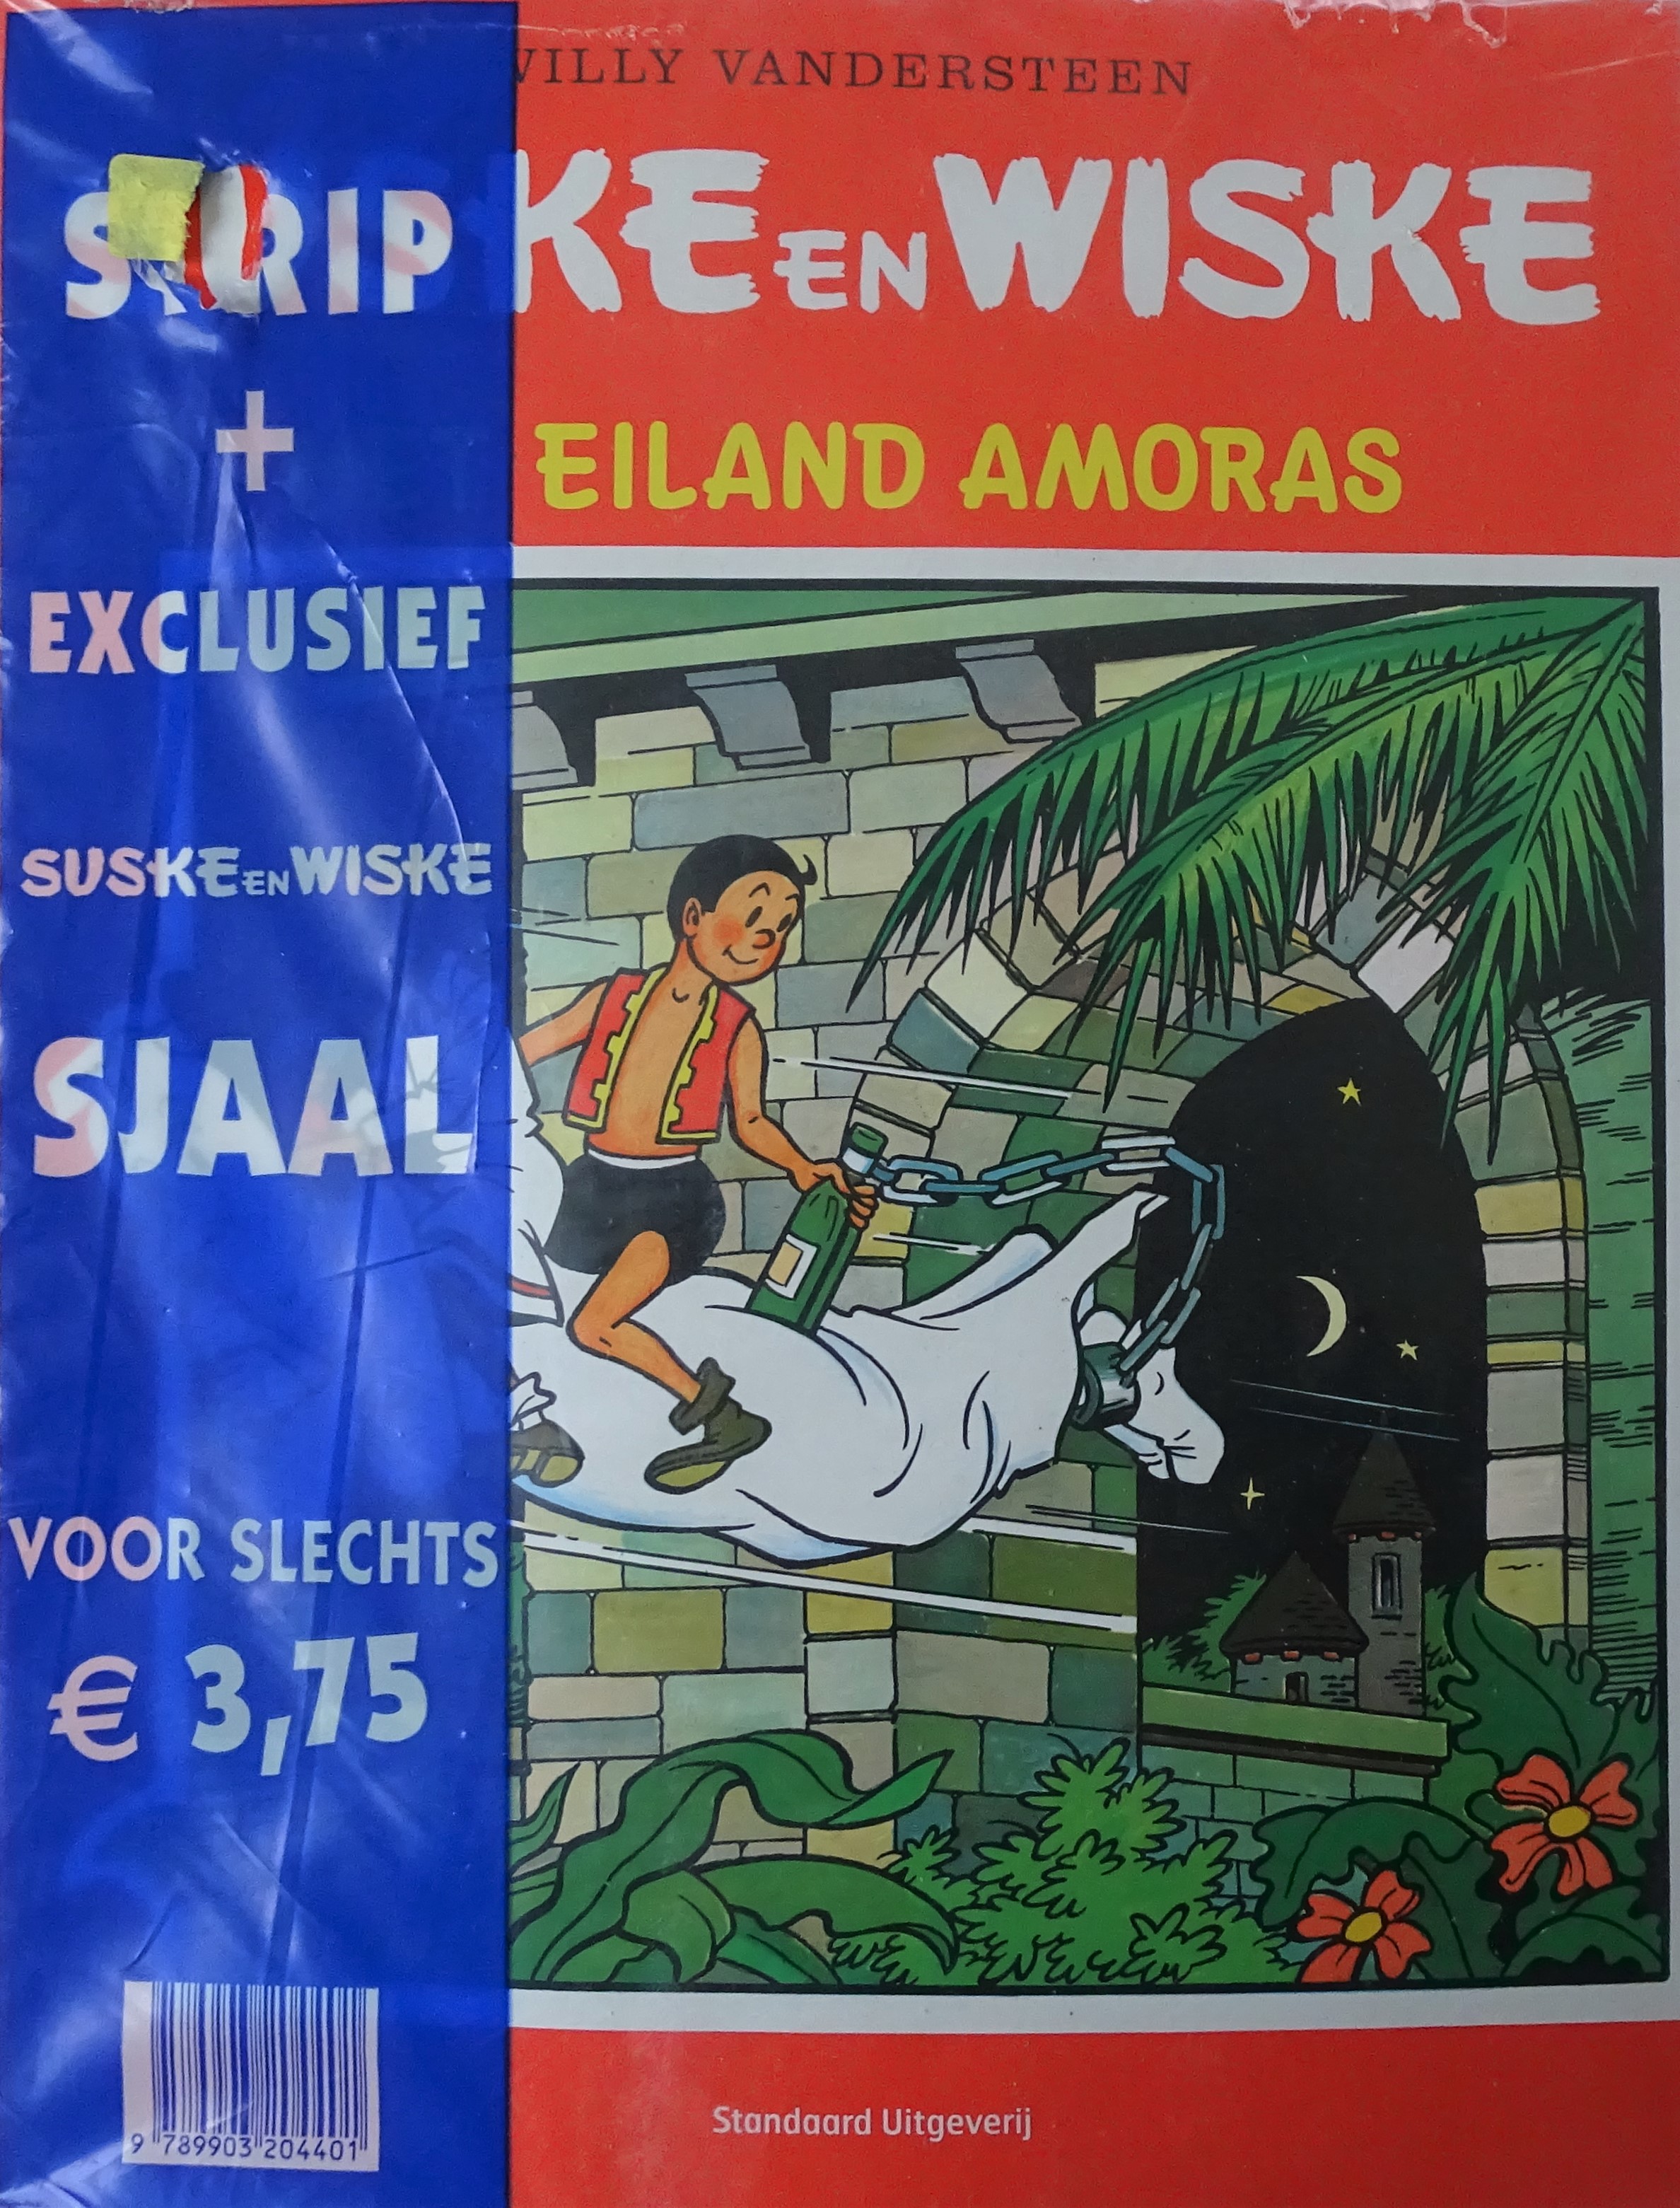 WILLY VANDERSTEEN
KE EN WISKE
EILAND AMORAS
STRIP
+
EXCLUSIEF
SUSKE EN WISKE
SJAAL
VOOR SLECHTS
€ 3,75
9 789903 204401
Standaard Uitgeverij